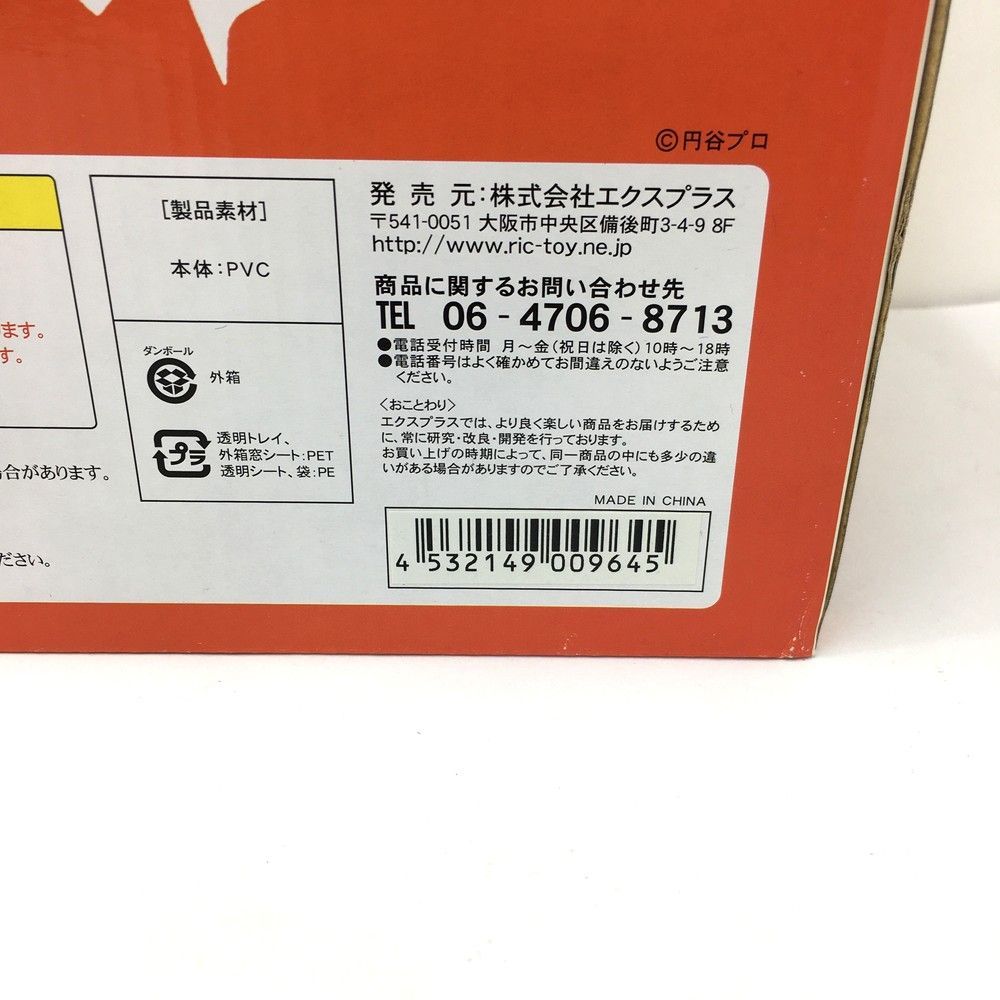 ©円谷プロ
ます。
す。
場合があります。
ださい。
[製品素材]
本体:PVC
ダンボール
外箱
プラ
透明トレイ、
外箱窓シート:PET
透明シート、袋:PE
発売元:株式会社エクスプラス
〒541-0051 大阪市中央区備後町3-4-9 8F
http://www.ric-toy.ne.jp
商品に関するお問い合わせ先
TEL 06-4706-8713
●電話受付時間 月～金(祝日は除く)10時～18時
●電話番号はよく確かめてお間違えのないようご注意
ください。
〈おことわり〉
エクスプラスでは、より良く楽しい商品をお届けするため
に、常に研究・改良・開発を行っております。
お買い上げの時期によって、同一商品の中にも多少の違
いがある場合がありますのでご了承ください。
MADE IN CHINA
4 532149 009645